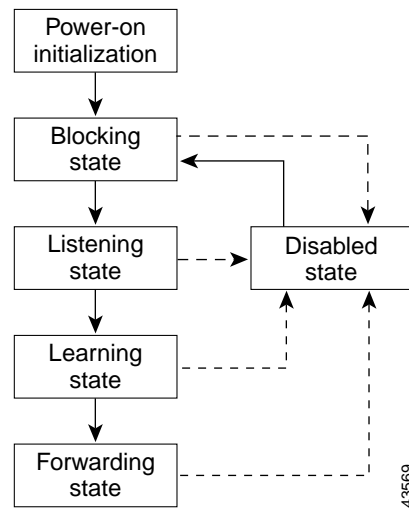 Power-on
initialization
Blocking
state
Listening
state
Disabled
state
Learning
state
Forwarding
state
43569